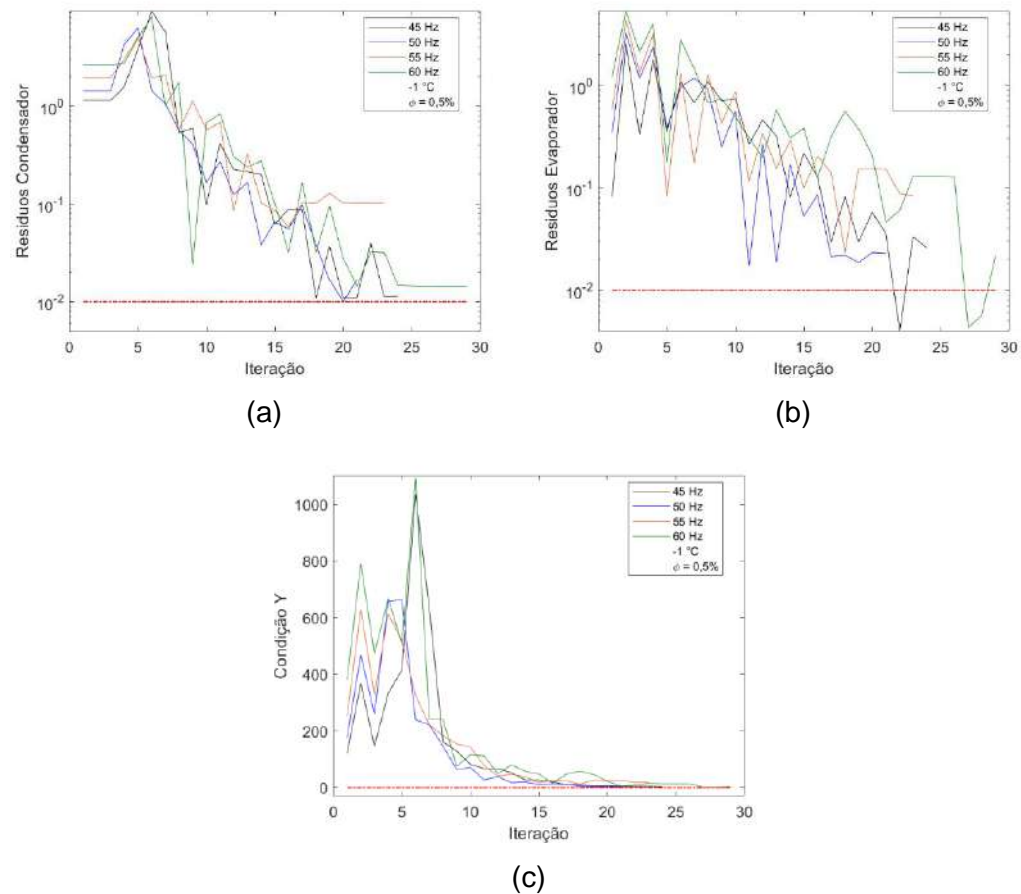 Resíduos Condensador
10^0
10^-1
10^-2
0 5 10 15 20 25 30
Iteração
45 Hz
50 Hz
55 Hz
60 Hz
-1 °C
ϕ = 0,5%
(a)
Resíduos Evaporador
10^0
10^-1
10^-2
0 5 10 15 20 25 30
Iteração
45 Hz
50 Hz
55 Hz
60 Hz
-1 °C
ϕ = 0,5%
(b)
Condição Y
1000
800
600
400
200
0
0 5 10 15 20 25 30
Iteração
45 Hz
50 Hz
55 Hz
60 Hz
-1 °C
ϕ = 0,5%
(c)